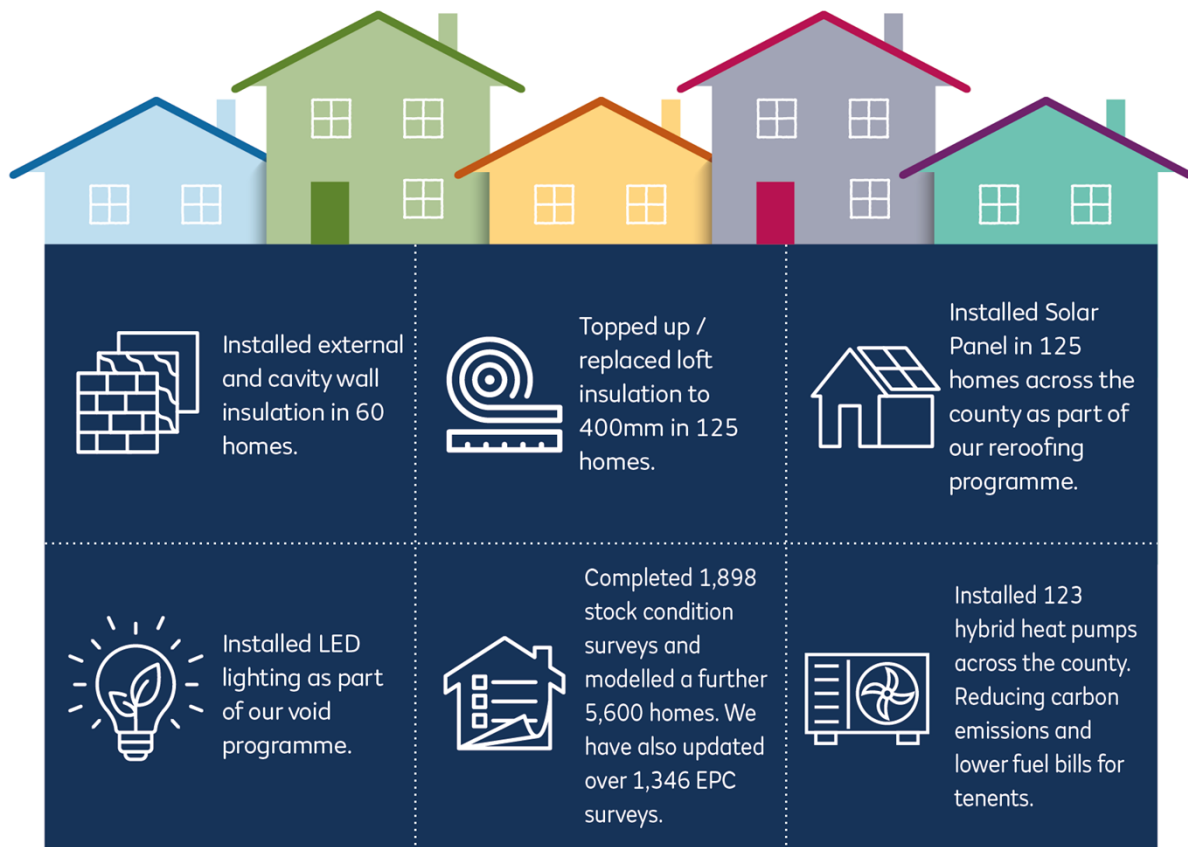 Installed external
and cavity wall
insulation in 60
homes.
Topped up /
replaced loft
insulation to
400mm in 125
homes.
Installed Solar
Panel in 125
homes across the
county as part of
our reroofing
programme.
Installed LED
lighting as part
of our void
programme.
Completed 1,898
stock condition
surveys and
modelled a further
5,600 homes. We
have also updated
over 1,346 EPC
surveys.
Installed 123
hybrid heat pumps
across the county.
Reducing carbon
emissions and
lower fuel bills for
tenents.